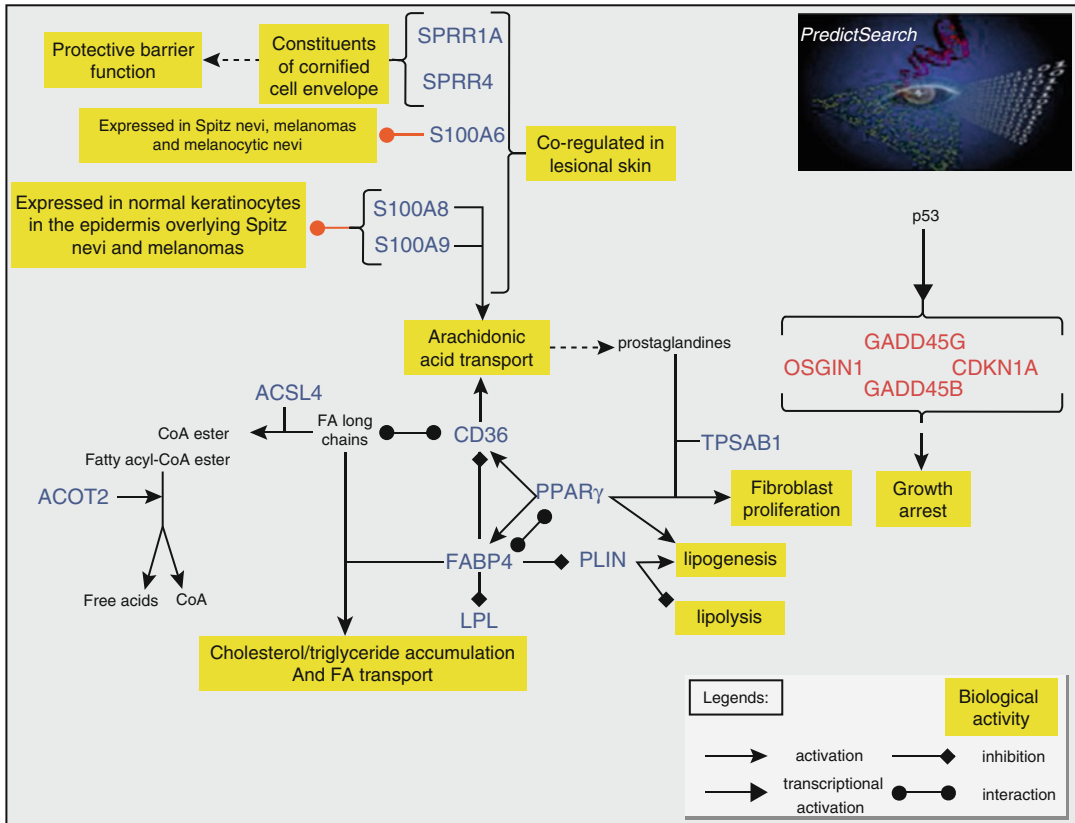 PredictSearch
Protective barrier
function
Constituents
of cornified
cell envelope
SPRR1A
SPRR4
Expressed in Spitz nevi, melanomas
and melanocytic nevi
S100A6
Co-regulated in
lesional skin
Expressed in normal keratinocytes
in the epidermis overlying Spitz
nevi and melanomas
S100A8
S100A9
p53
Arachidonic
acid transport
prostaglandines
GADD45G
OSGIN1
CDKN1A
GADD45B
ACSL4
CoA ester
FA long
chains
CD36
TPSAB1
Fatty acyl-CoA ester
ACOT2
PPARγ
Fibroblast
proliferation
Growth
arrest
FABP4
PLIN
lipogenesis
Free acids
CoA
LPL
lipolysis
Cholesterol/triglyceride accumulation
And FA transport
Legends:
Biological
activity
activation
inhibition
transcriptional
activation
interaction